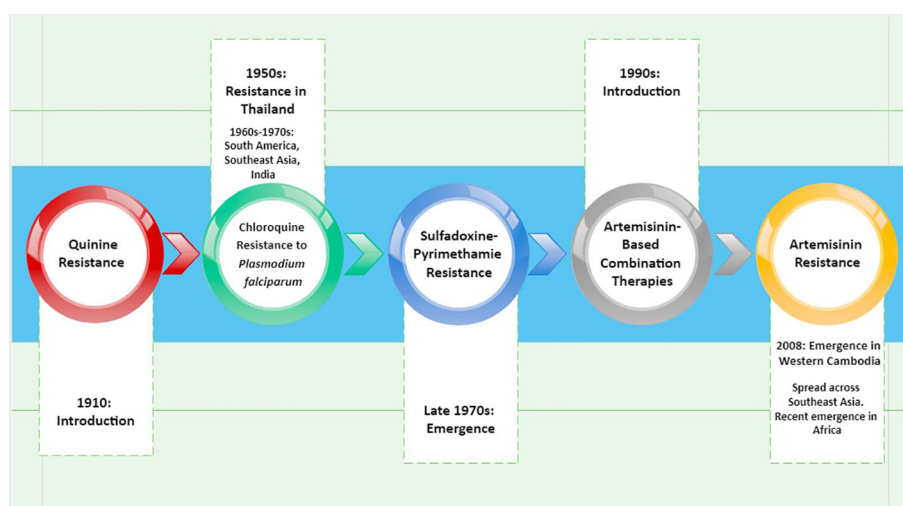 1950s:
Resistance in
Thailand
1960s-1970s:
South America,
Southeast Asia,
India
1990s:
Introduction
Quinine
Resistance
Chloroquine
Resistance to
Plasmodium
falciparum
Sulfadoxine-
Pyrimethamie
Resistance
Artemisinin-
Based
Combination
Therapies
Artemisinin
Resistance
1910:
Introduction
Late 1970s:
Emergence
2008: Emergence in
Western Cambodia
Spread across
Southeast Asia.
Recent emergence in
Africa